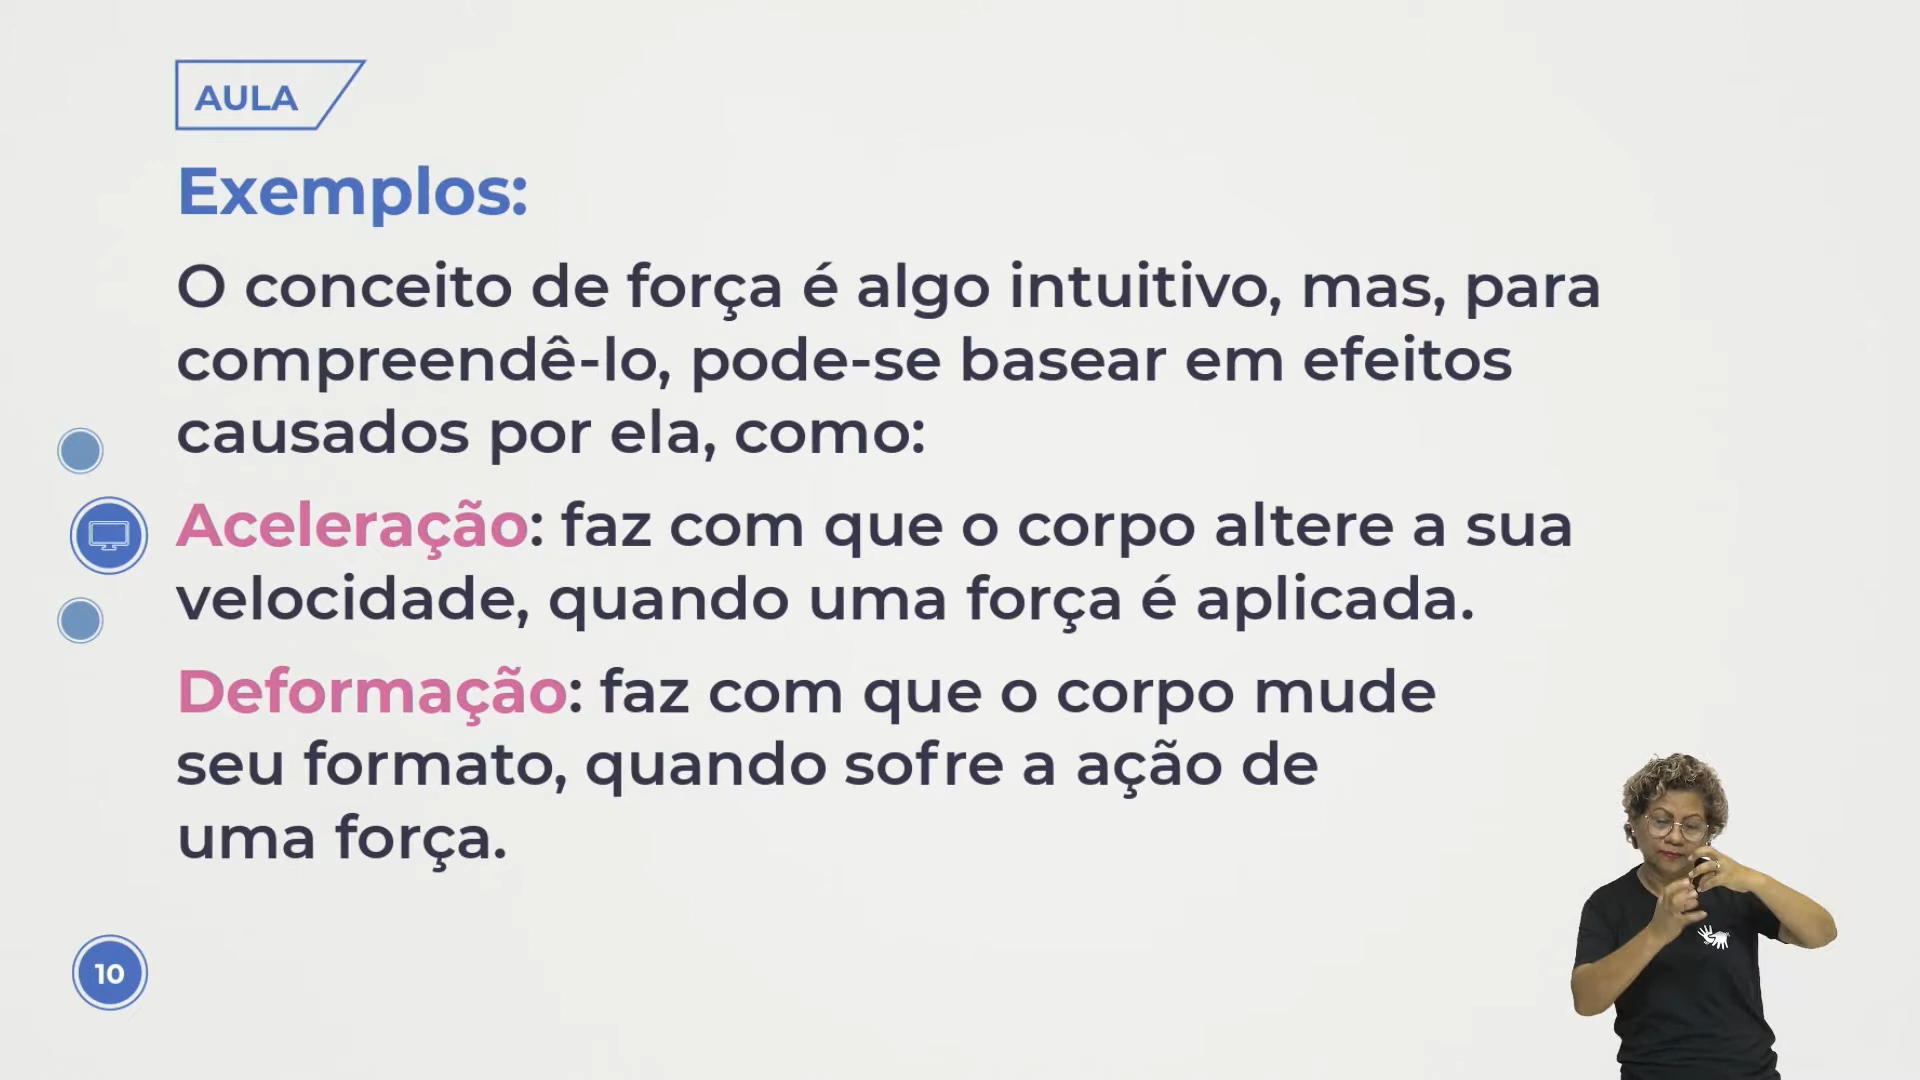 AULA
Exemplos:
O conceito de força é algo intuitivo, mas, para
compreendê-lo, pode-se basear em efeitos
causados por ela, como:
Aceleração: faz com que o corpo altere a sua
velocidade, quando uma força é aplicada.
Deformação: faz com que o corpo mude
seu formato, quando sofre a ação de
uma força.
10